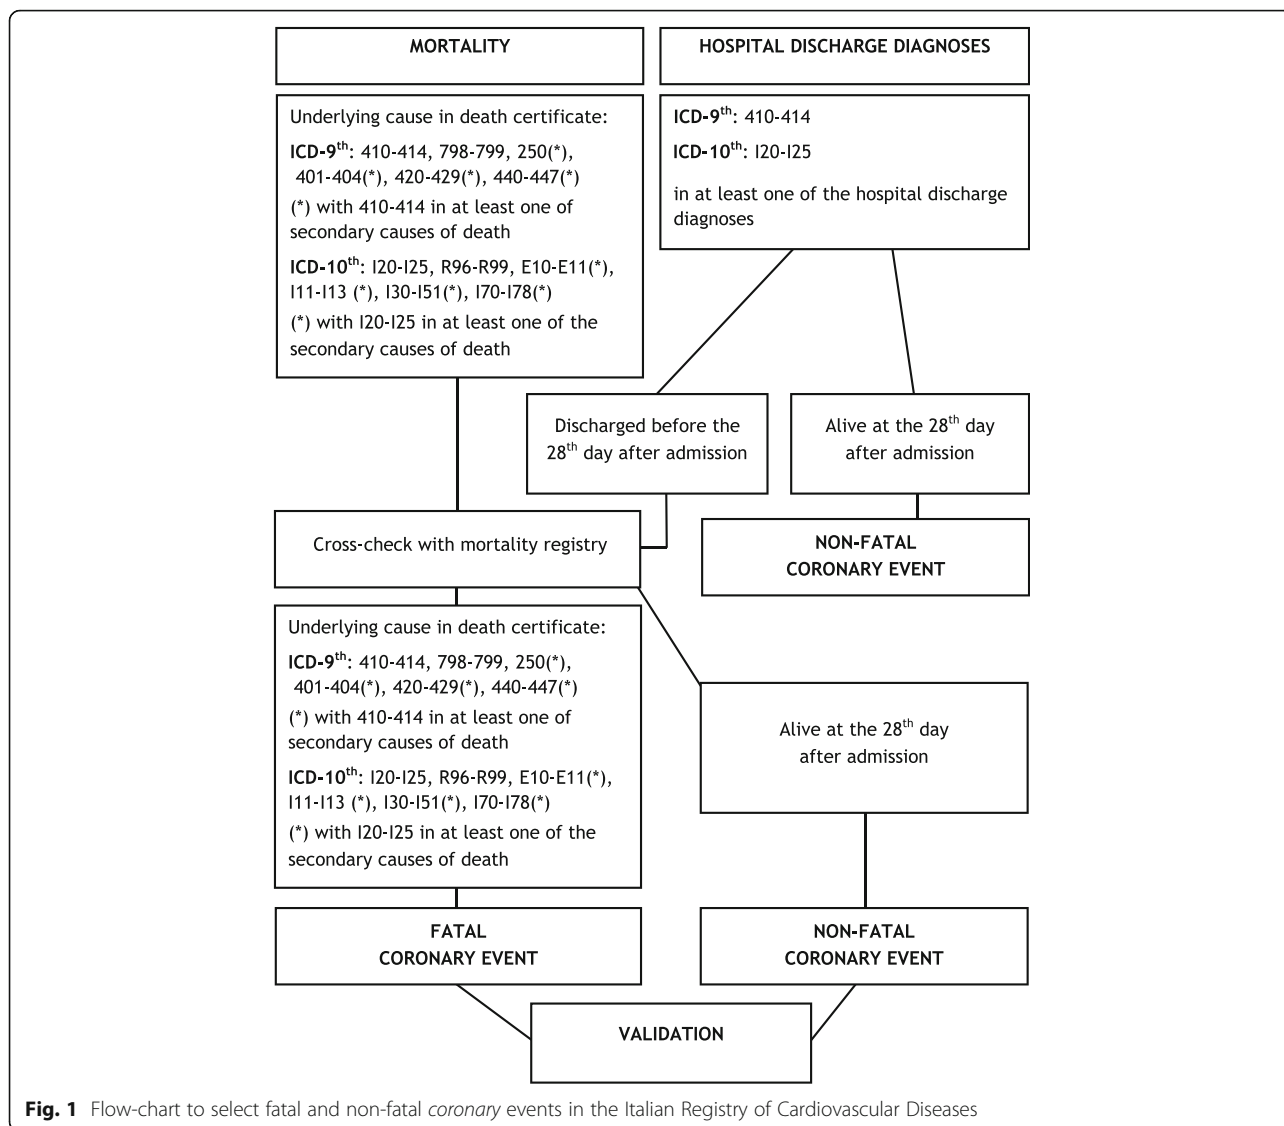 MORTALITY
HOSPITAL DISCHARGE DIAGNOSES
Underlying cause in death certificate:
ICD-9th: 410-414, 798-799, 250(*),
401-404(*), 420-429(*), 440-447(*)
(*) with 410-414 in at least one of
secondary causes of death
ICD-10th: I20-I25, R96-R99, E10-E11(*),
I11-I13 (*), I30-I51(*), I70-I78(*)
(*) with I20-I25 in at least one of the
secondary causes of death
ICD-9th: 410-414
ICD-10th: I20-I25
in at least one of the hospital discharge
diagnoses
Discharged before the
28th day after admission
Alive at the 28th day
after admission
Cross-check with mortality registry
NON-FATAL
CORONARY EVENT
Underlying cause in death certificate:
ICD-9th: 410-414, 798-799, 250(*),
401-404(*), 420-429(*), 440-447(*)
(*) with 410-414 in at least one of
secondary causes of death
ICD-10th: I20-I25, R96-R99, E10-E11(*),
I11-I13 (*), I30-I51(*), I70-I78(*)
(*) with I20-I25 in at least one of the
secondary causes of death
Alive at the 28th day
after admission
FATAL
CORONARY EVENT
NON-FATAL
CORONARY EVENT
VALIDATION
Fig. 1 Flow-chart to select fatal and non-fatal coronary events in the Italian Registry of Cardiovascular Diseases